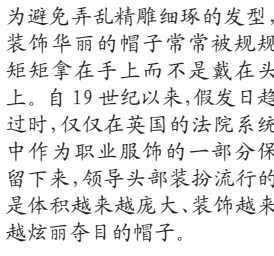 为避免弄乱精雕细琢的发型，
装饰华丽的帽子常常被规规
矩矩拿在手上而不是戴在头
上。自19世纪以来，假发日趋
过时，仅仅在英国的法院系统
中作为职业服饰的一部分保
留下来，领导头部装扮流行的
是体积越来越庞大、装饰越来
越炫丽夺目的帽子。